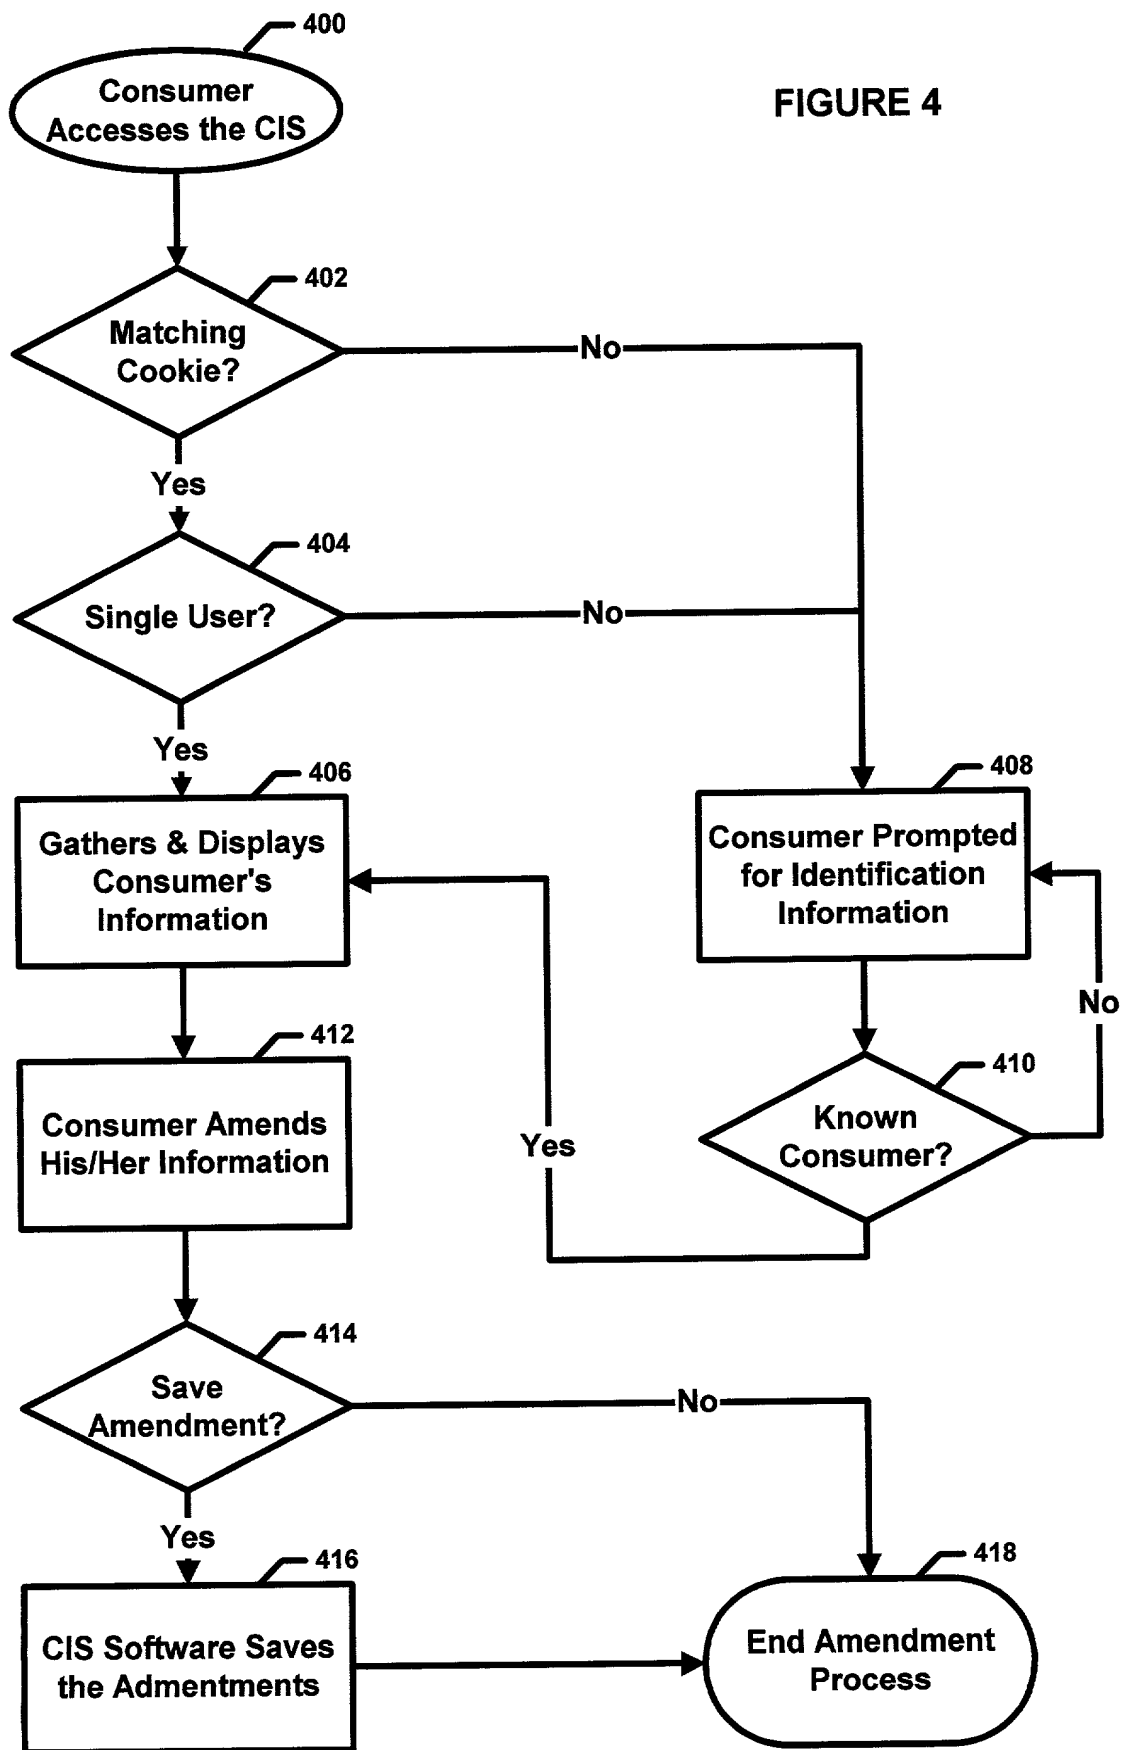 400
Consumer
Accesses the CIS
FIGURE 4
402
Matching
Cookie?
No
Yes
404
Single User?
No
Yes
406
Gathers & Displays
Consumer's
Information
408
Consumer Prompted
for Identification
Information
No
410
Known
Consumer?
Yes
412
Consumer Amends
His/Her Information
414
Save
Amendment?
No
Yes
416
CIS Software Saves
the Admentments
418
End Amendment
Process